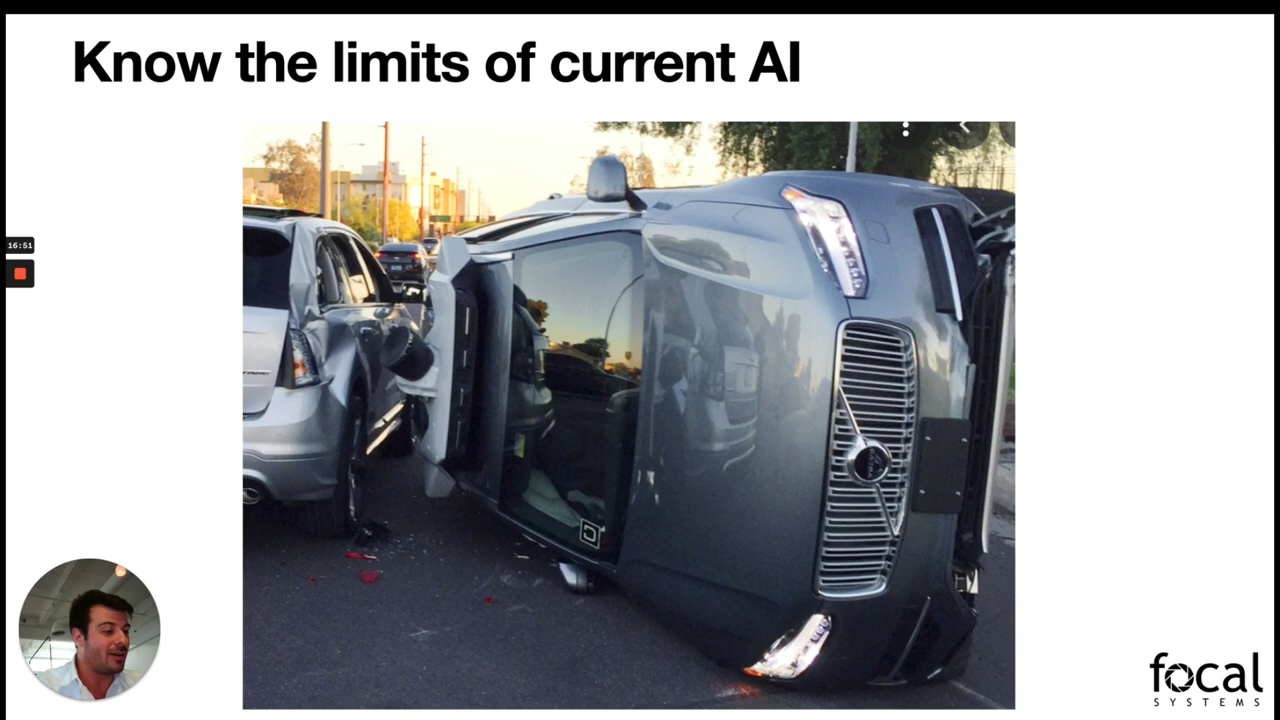 Know the limits of current AI
16:51
focal
SYSTEMS